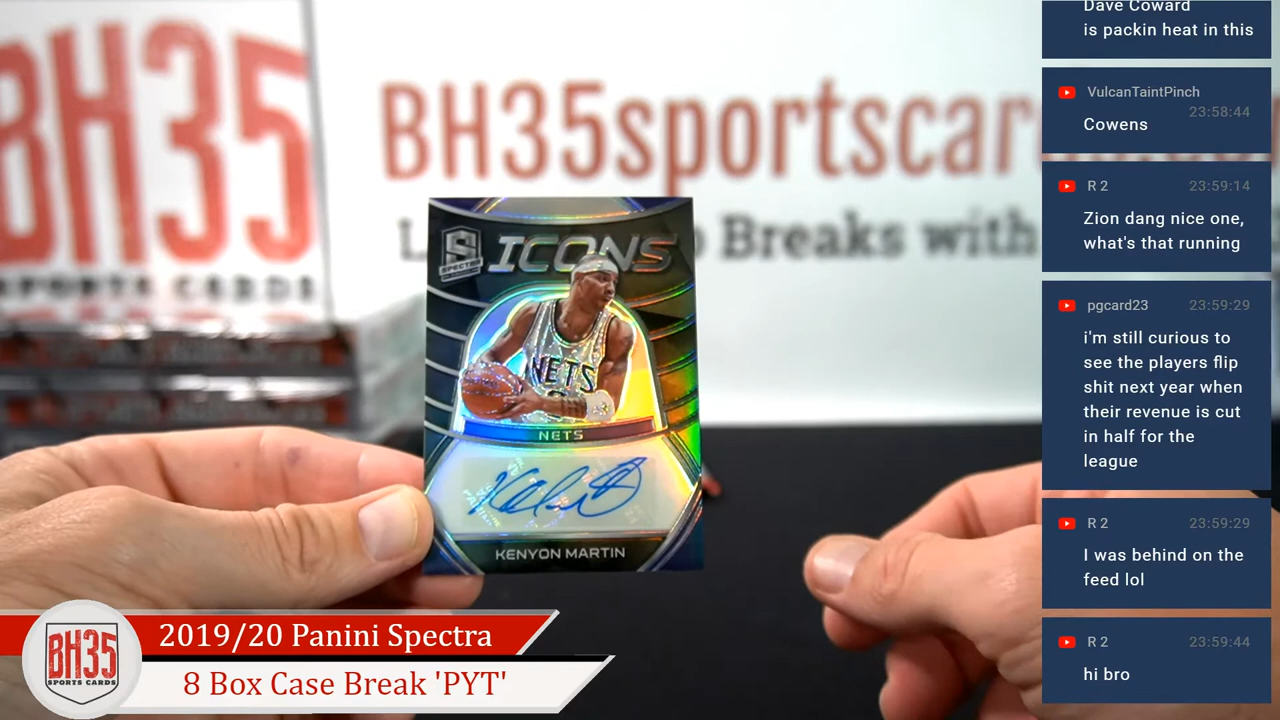 BH35
SPORTS CARDS
BH35sportscar
Breaks with
S
SPECTRA
ICONS
NETS
NETS
KENYON MARTIN
2019/20 Panini Spectra
8 Box Case Break 'PYT'
BH35
SPORTS CARDS
Dave Coward
is packin heat in this
VulcanTaintPinch
23:58:44
Cowens
R 2
23:59:14
Zion dang nice one,
what's that running
pgcard23
23:59:29
i'm still curious to
see the players flip
shit next year when
their revenue is cut
in half for the
league
R 2
23:59:29
I was behind on the
feed lol
R 2
23:59:44
hi bro